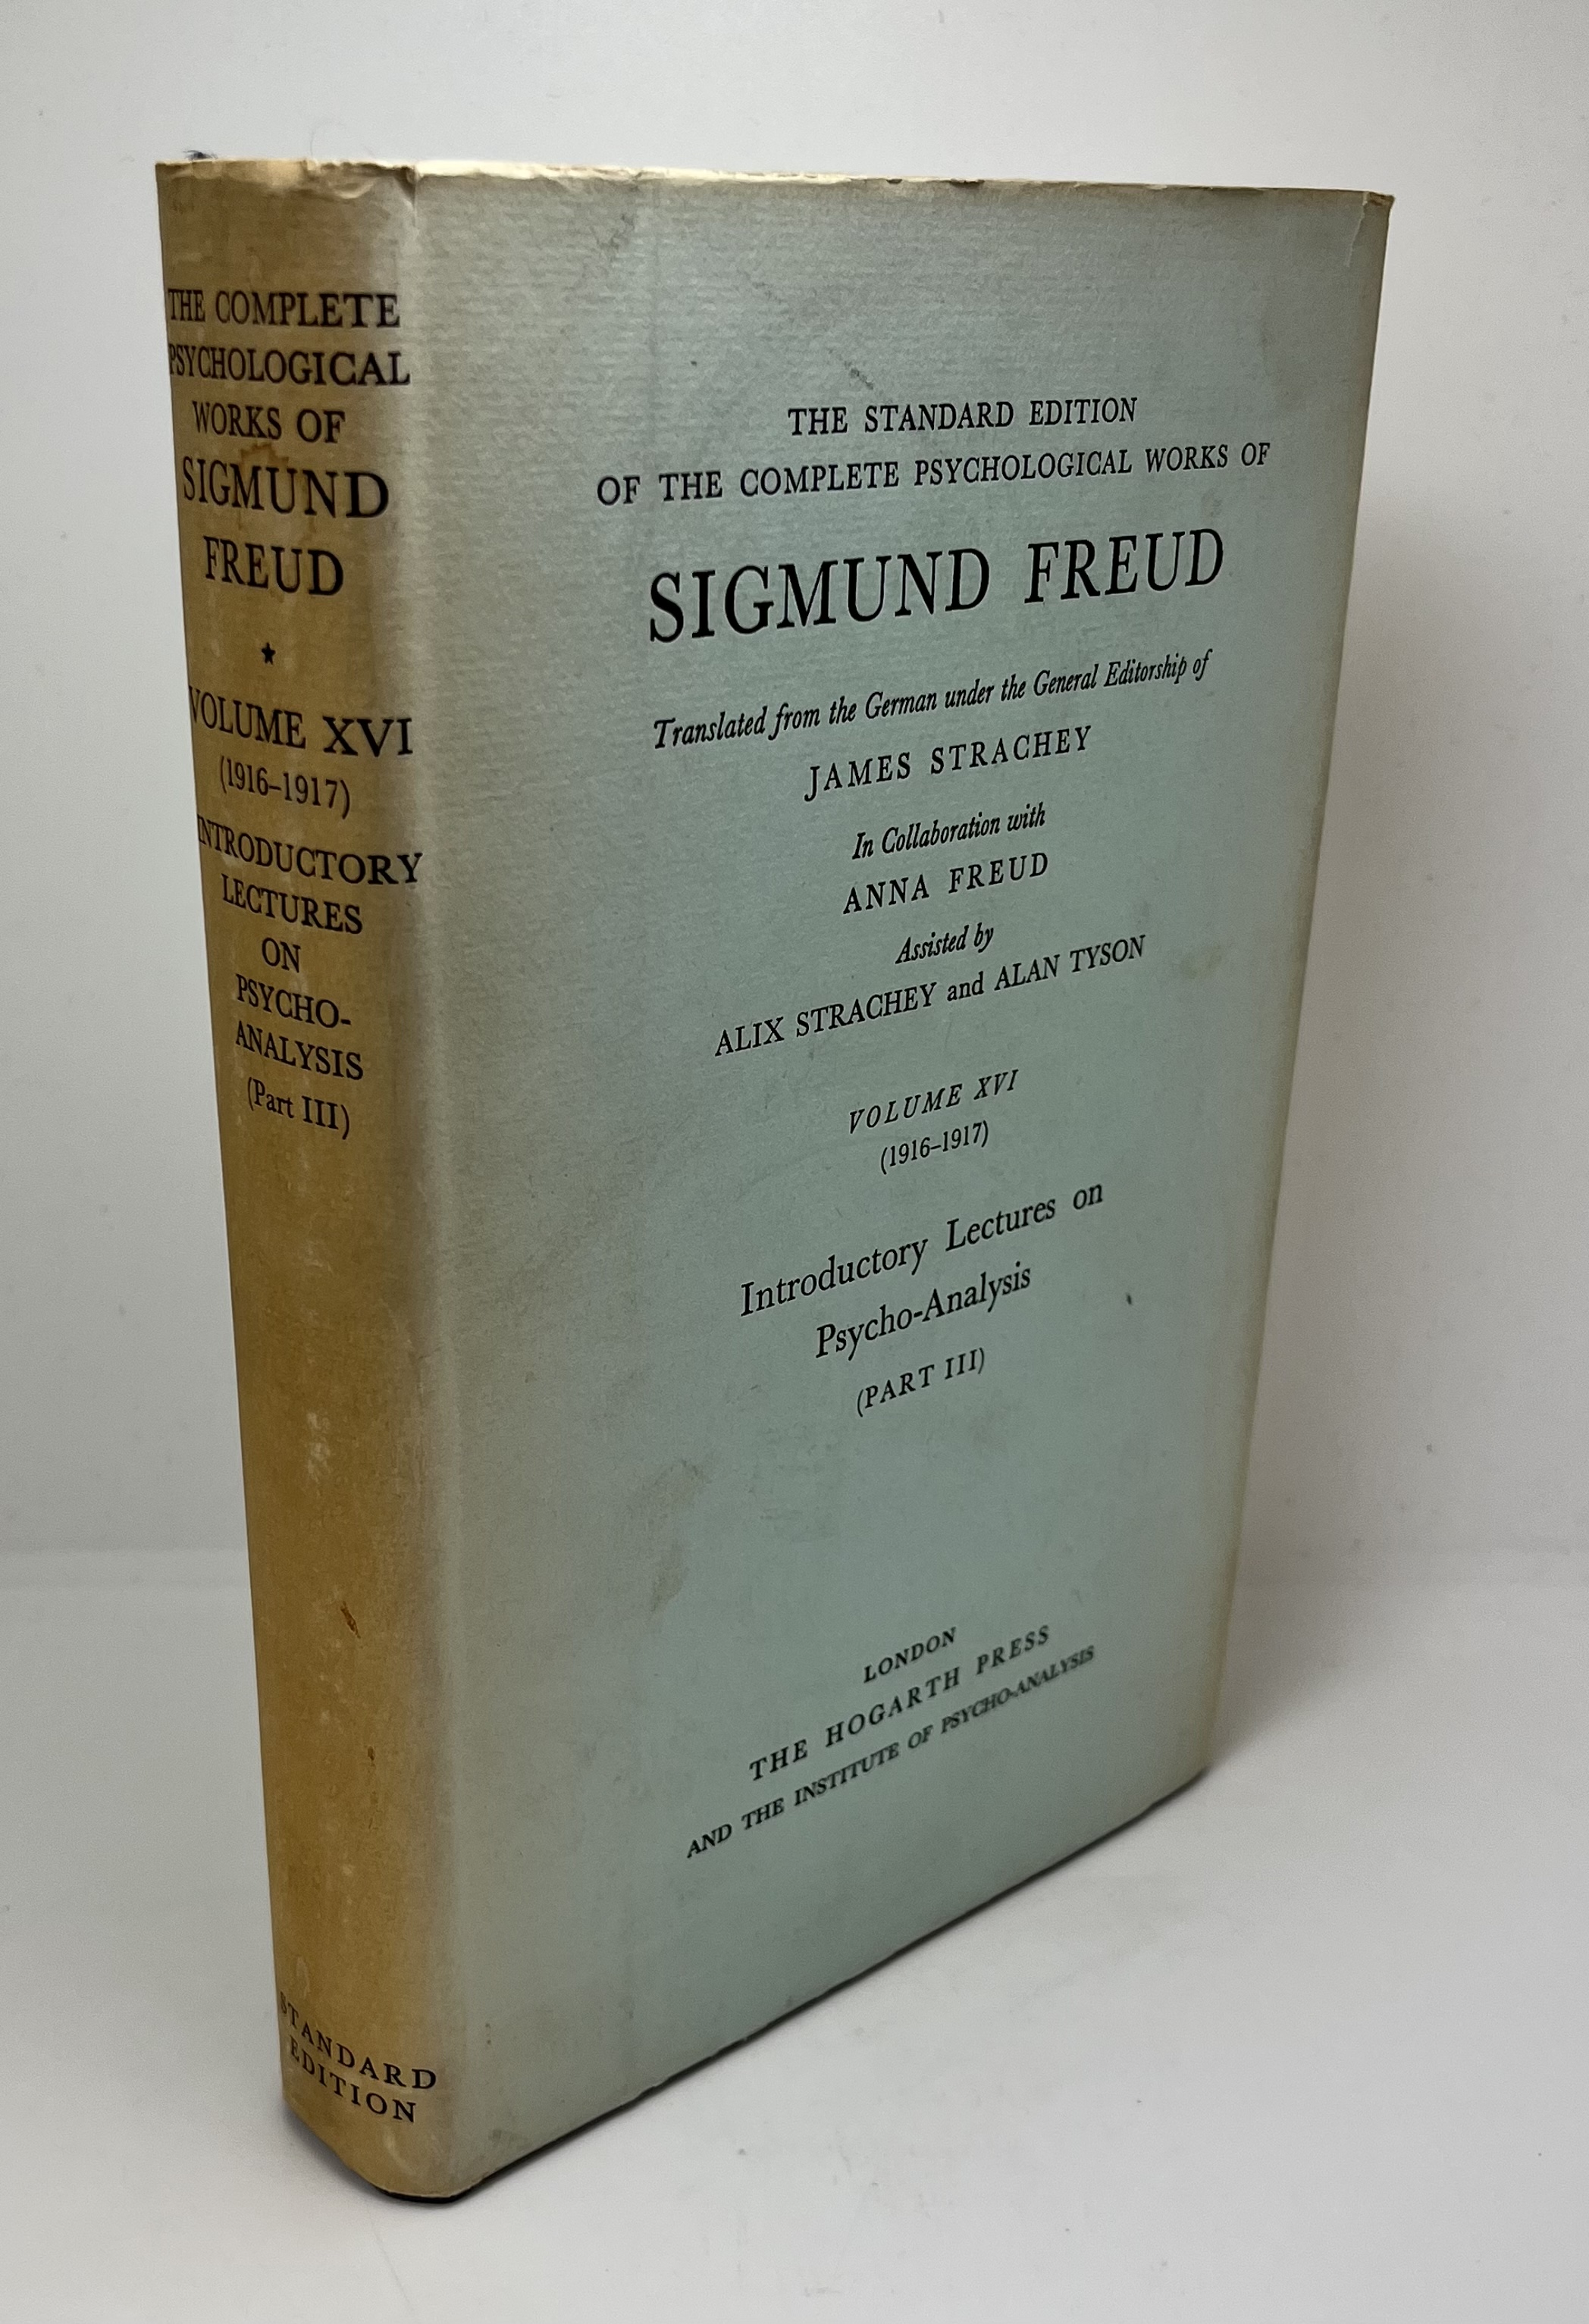 THE COMPLETE
PSYCHOLOGICAL
WORKS OF
SIGMUND
FREUD
★
VOLUME XVI
(1916–1917)
INTRODUCTORY
LECTURES
ON
PSYCHO-
ANALYSIS
(Part III)
STANDARD
EDITION
THE STANDARD EDITION
OF THE COMPLETE PSYCHOLOGICAL WORKS OF
SIGMUND FREUD
Translated from the German under the General Editorship of
JAMES STRACHEY
In Collaboration with
ANNA FREUD
Assisted by
ALIX STRACHEY and ALAN TYSON
VOLUME XVI
(1916–1917)
Introductory Lectures on
Psycho-Analysis
(PART III)
LONDON
THE HOGARTH PRESS
AND THE INSTITUTE OF PSYCHO-ANALYSIS